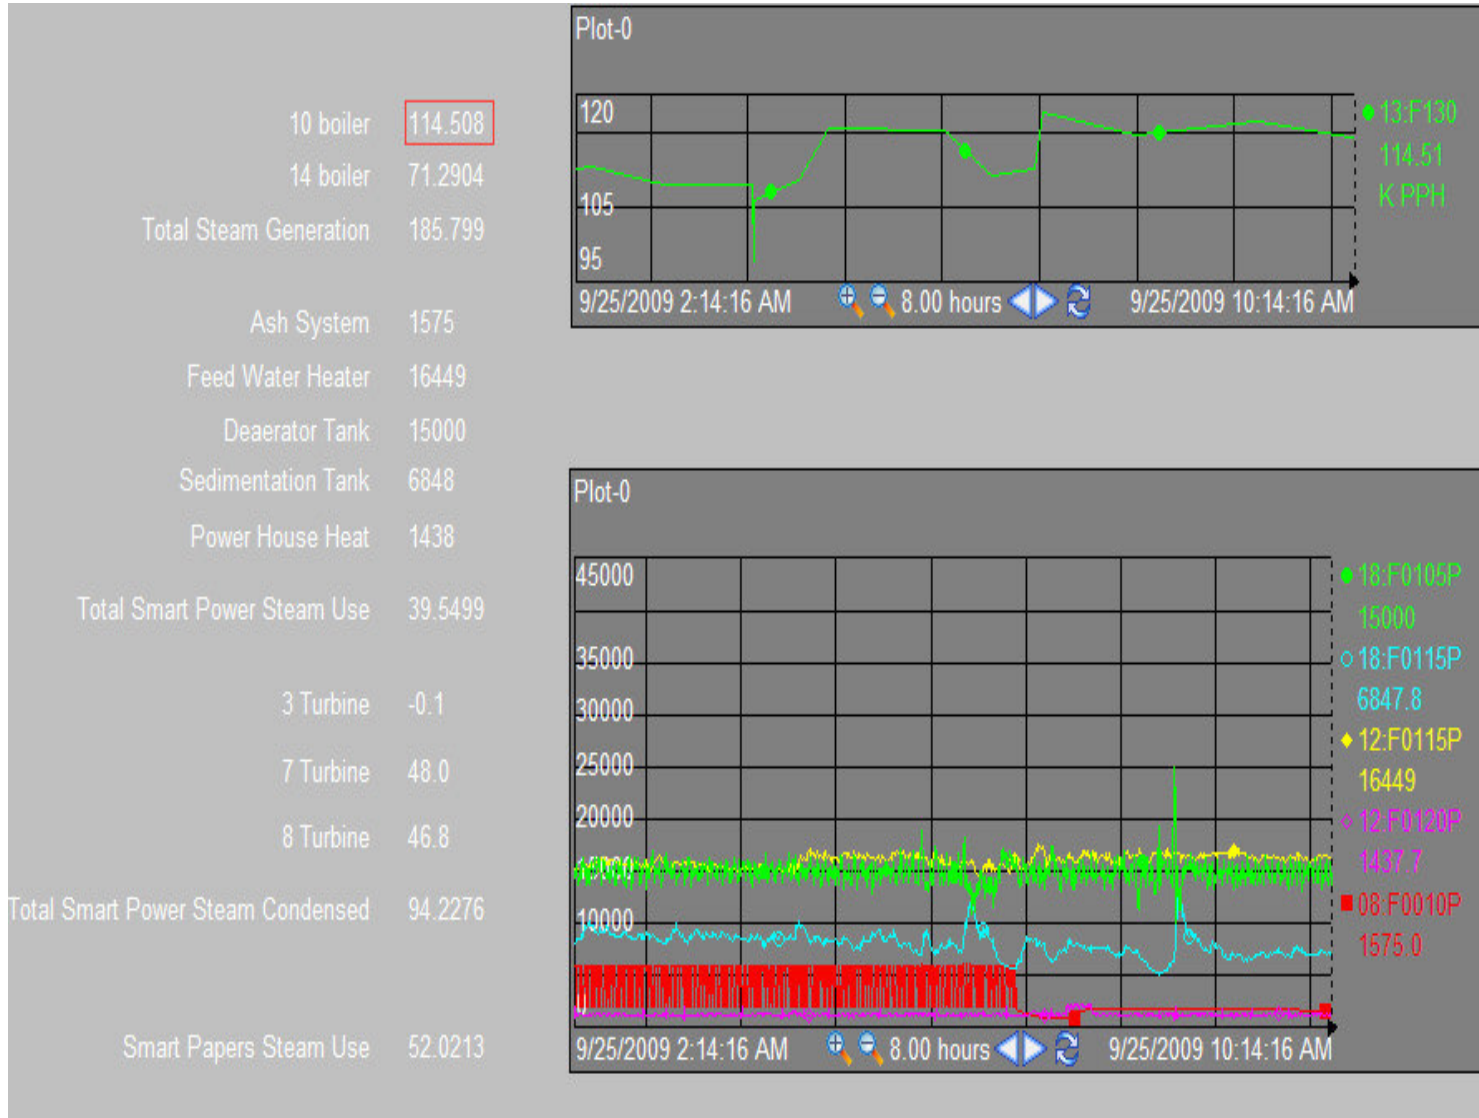 10 boiler 114.508
14 boiler 71.2904
Total Steam Generation 185.799
Ash System 1575
Feed Water Heater 16449
Deaerator Tank 15000
Sedimentation Tank 6848
Power House Heat 1438
Total Smart Power Steam Use 39.5499
3 Turbine -0.1
7 Turbine 48.0
8 Turbine 46.8
Total Smart Power Steam Condensed 94.2276
Smart Papers Steam Use 52.0213
Plot-0
120
105
95
13:F130
114.51
K PPH
9/25/2009 2:14:16 AM 8.00 hours 9/25/2009 10:14:16 AM
Plot-0
45000
35000
30000
25000
20000
15000
10000
0
18:F0105P
15000
18:F0115P
6847.8
12:F0115P
16449
12:F0120P
1437.7
08:F0010P
1575.0
9/25/2009 2:14:16 AM 8.00 hours 9/25/2009 10:14:16 AM